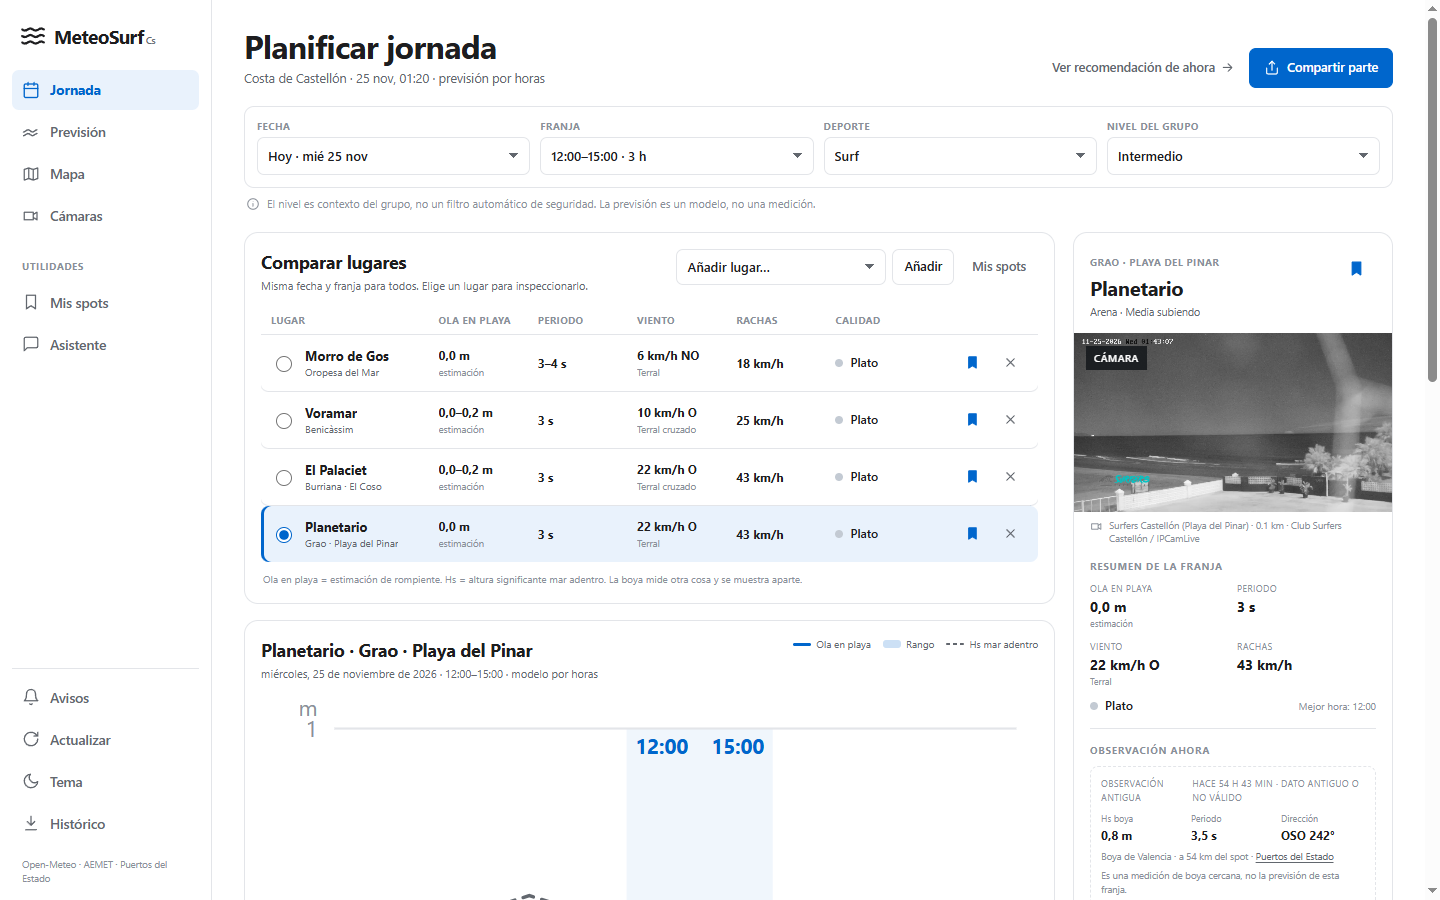 MeteoSurf Cs
Jornada
Previsión
Mapa
Cámaras
UTILIDADES
Mis spots
Asistente
Avisos
Actualizar
Tema
Histórico
Open-Meteo · AEMET · Puertos del
Estado
Planificar jornada
Costa de Castellón · 25 nov, 01:20 · previsión por horas
Ver recomendación de ahora →
Compartir parte
FECHA
Hoy · mié 25 nov
FRANJA
12:00–15:00 · 3 h
DEPORTE
Surf
NIVEL DEL GRUPO
Intermedio
El nivel es contexto del grupo, no un filtro automático de seguridad. La previsión es un modelo, no una medición.
Comparar lugares
Misma fecha y franja para todos. Elige un lugar para inspeccionarlo.
Añadir lugar...
Añadir
Mis spots
LUGAR OLA EN PLAYA PERIODO VIENTO RACHAS CALIDAD
Morro de Gos 0,0 m 3–4 s 6 km/h NO 18 km/h Plato
Oropesa del Mar estimación Terral
Voramar 0,0–0,2 m 3 s 10 km/h O 25 km/h Plato
Benicàssim estimación Terral cruzado
El Palaciet 0,0–0,2 m 3 s 22 km/h O 43 km/h Plato
Burriana · El Coso estimación Terral cruzado
Planetario 0,0 m 3 s 22 km/h O 43 km/h Plato
Grao · Playa del Pinar estimación Terral
Ola en playa = estimación de rompiente. Hs = altura significante mar adentro. La boya mide otra cosa y se muestra aparte.
Planetario · Grao · Playa del Pinar
miércoles, 25 de noviembre de 2026 · 12:00–15:00 · modelo por horas
Ola en playa Rango Hs mar adentro
m
1
12:00 15:00
GRAO · PLAYA DEL PINAR
Planetario
Arena · Media subiendo
11-25-2026 Wed 01:43:07
CÁMARA
Surfers Castellón (Playa del Pinar) · 0.1 km · Club Surfers
Castellón / IPCamLive
RESUMEN DE LA FRANJA
OLA EN PLAYA PERIODO
0,0 m 3 s
estimación
VIENTO RACHAS
22 km/h O 43 km/h
Terral
Plato Mejor hora: 12:00
OBSERVACIÓN AHORA
OBSERVACIÓN ANTIGUA
HACE 54 H 43 MIN · DATO ANTIGUO O NO VÁLIDO
Hs boya Periodo Dirección
0,8 m 3,5 s OSO 242°
Boya de Valencia · a 54 km del spot · Puertos del Estado
Es una medición de boya cercana, no la previsión de esta
franja.